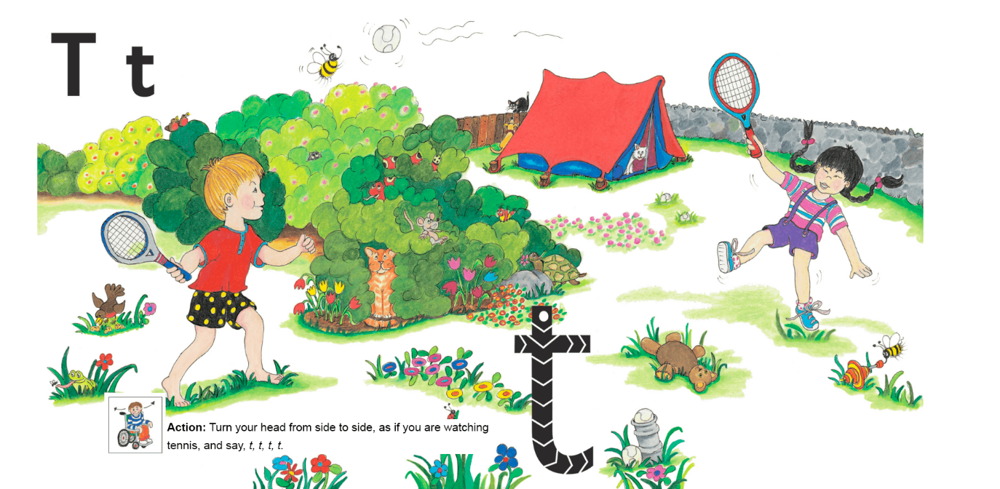 T t
Action: Turn your head from side to side, as if you are watching
tennis, and say, t, t, t, t.
t